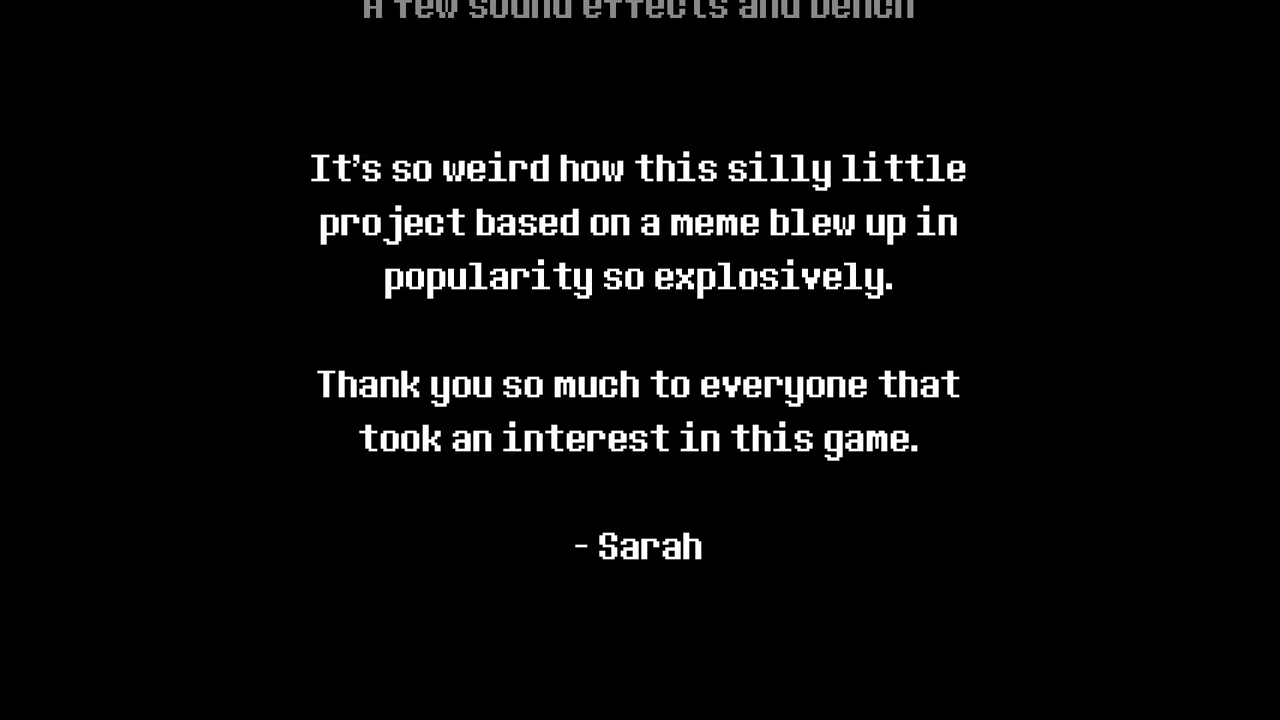 A few sound effects and bench
It's so weird how this silly little
project based on a meme blew up in
popularity so explosively.
Thank you so much to everyone that
took an interest in this game.
- Sarah